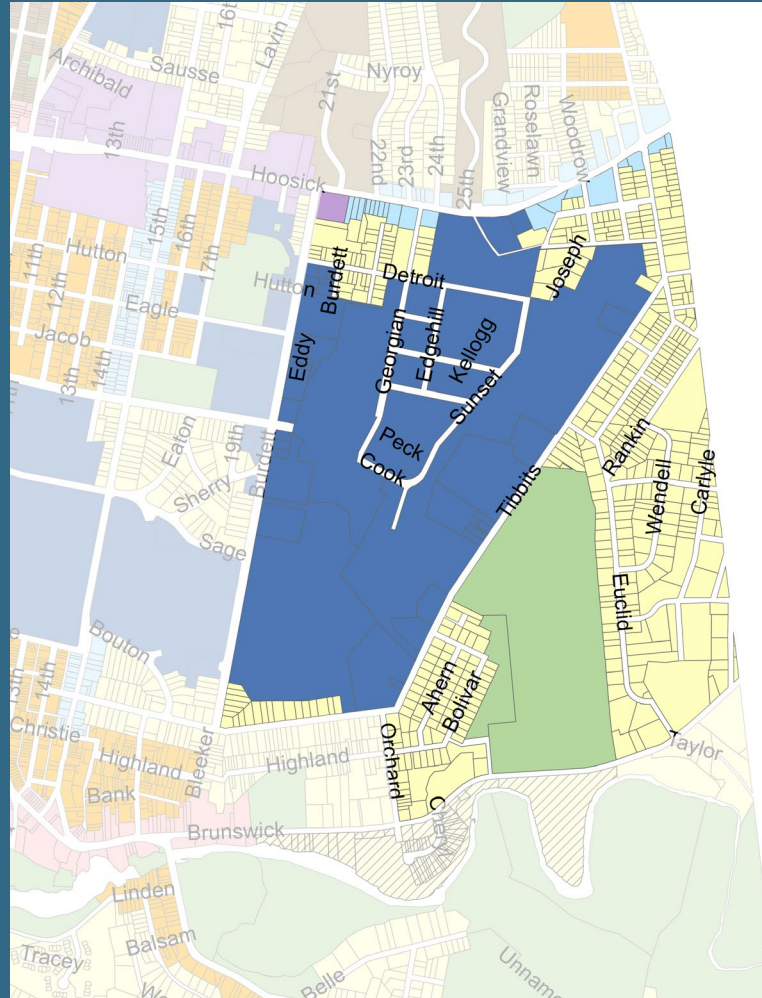 16th
Lavin
Archibald
Sausse
Nyroy
21st
13th
22nd
23rd
24th
25th
Grandview
Roselawn
Woodrow
Hoosick
15th
16th
17th
Hutton
11th
12th
Hutton
Burdett
Detroit
Joseph
Eagle
Jacob
13th
14th
Eddy
Georgian
Edgehill
Kellogg
Sunset
Peck
Cook
Eaton
19th
Burdett
Sherry
Sage
Tibbits
Rankin
Wendell
Carlyle
Euclid
Bouton
13th
14th
Christie
Highland
Bank
Bleeker
Highland
Ahern
Bolivar
Orchard
Taylor
Brunswick
Cherry
Linden
Balsam
Tracey
Belle